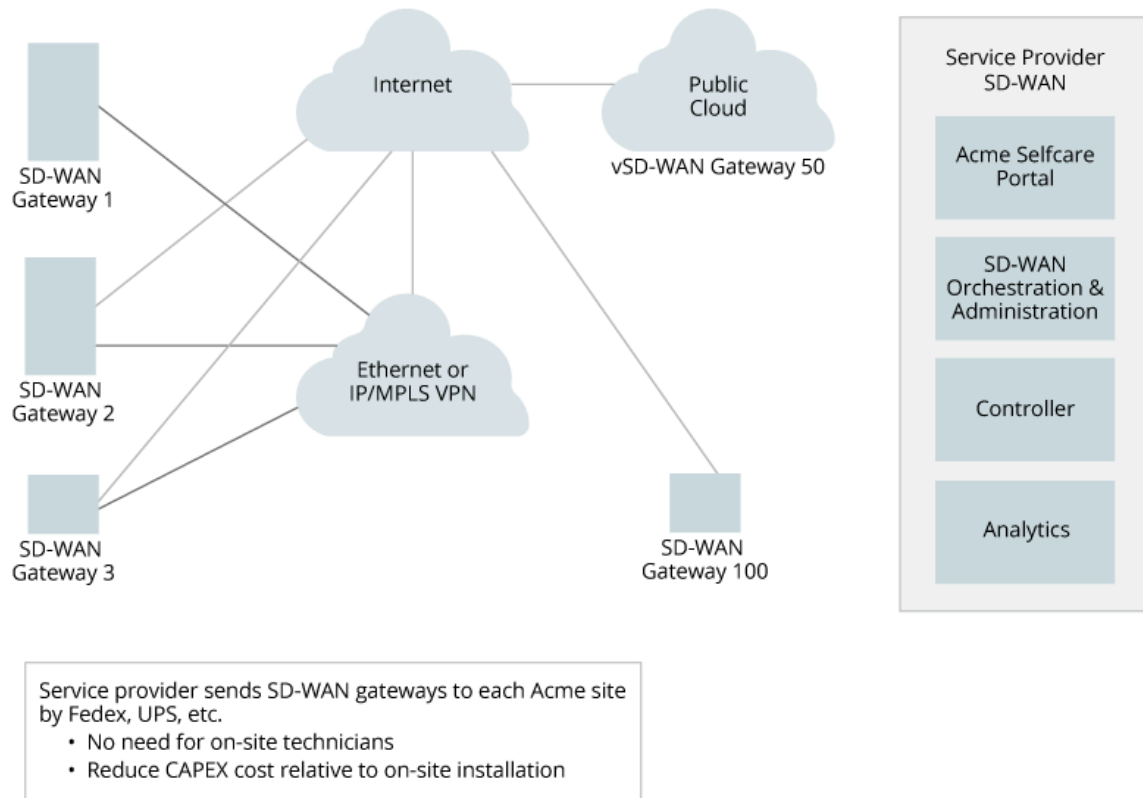 Internet
Public
Cloud
vSD-WAN Gateway 50
SD-WAN
Gateway 1
SD-WAN
Gateway 2
Ethernet or
IP/MPLS VPN
SD-WAN
Gateway 3
SD-WAN
Gateway 100
Service Provider
SD-WAN
Acme Selfcare
Portal
SD-WAN
Orchestration &
Administration
Controller
Analytics
Service provider sends SD-WAN gateways to each Acme site
by Fedex, UPS, etc.
• No need for on-site technicians
• Reduce CAPEX cost relative to on-site installation